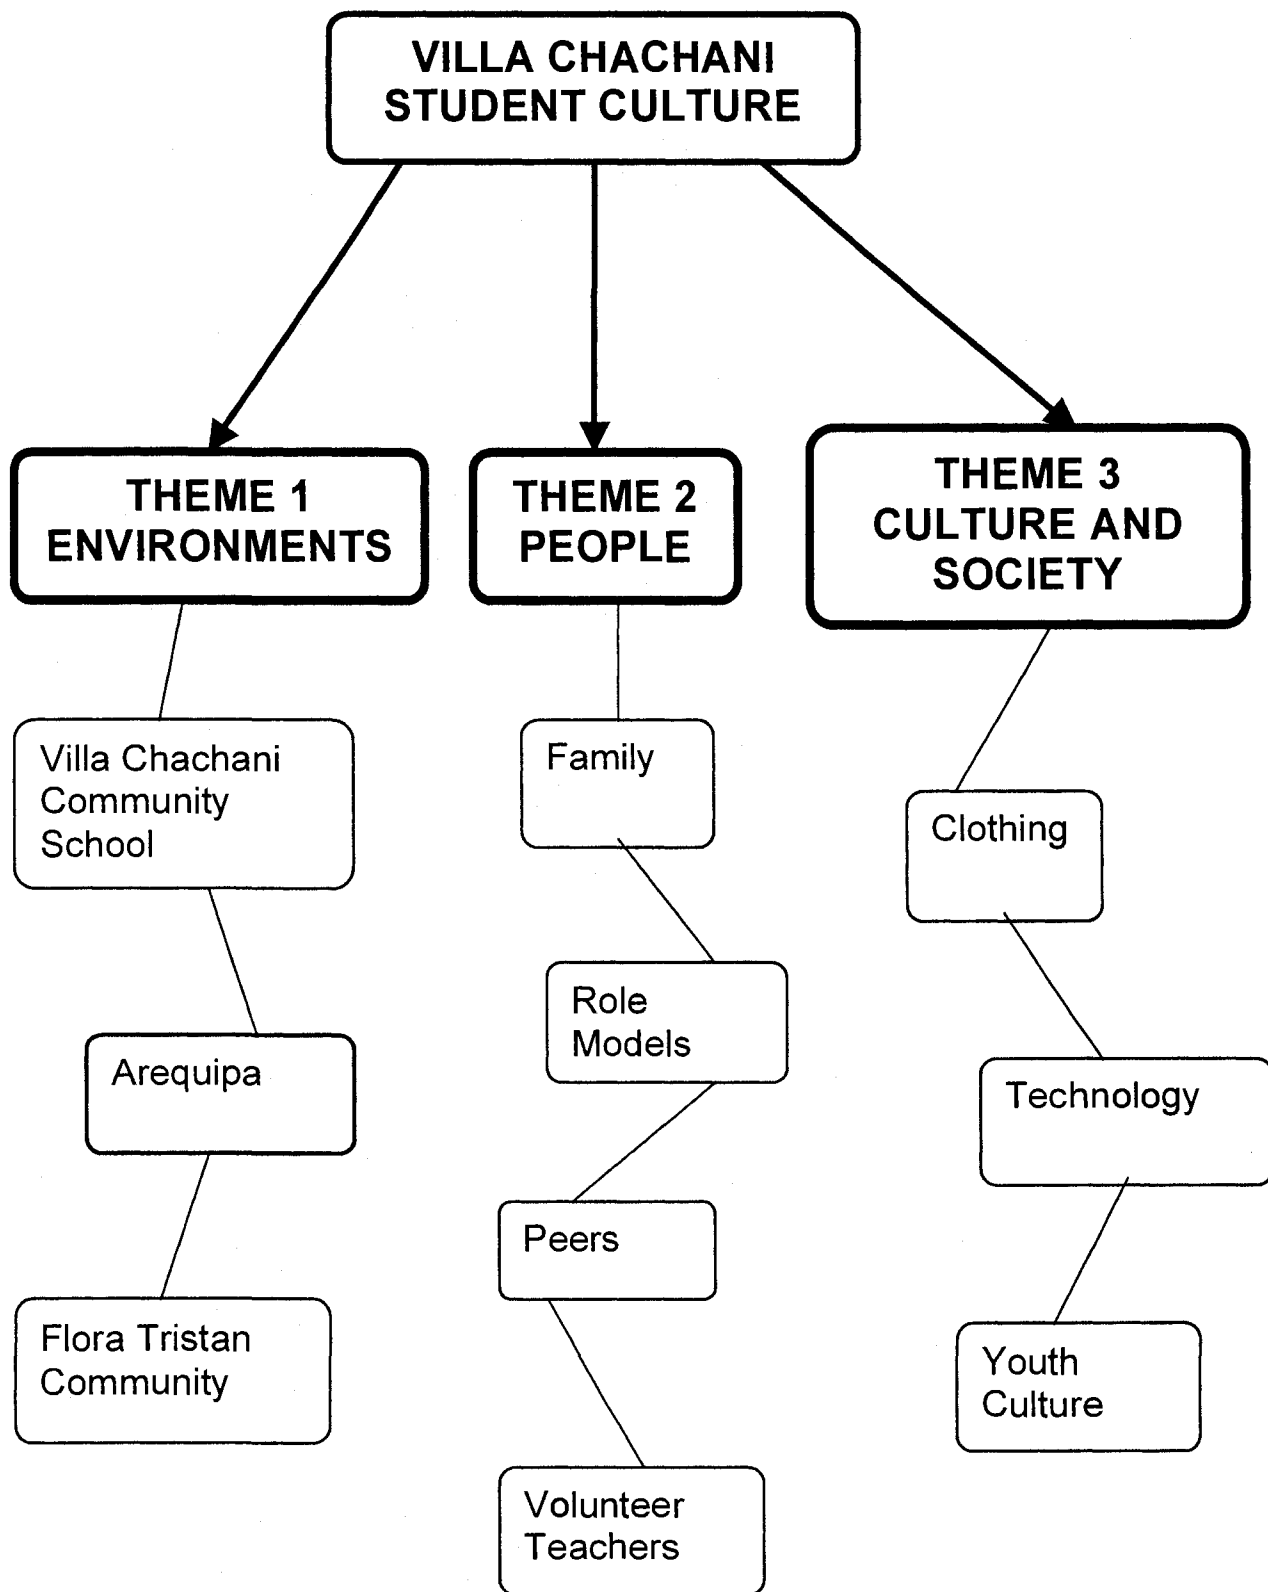 VILLA CHACHANI
STUDENT CULTURE
THEME 1
ENVIRONMENTS
THEME 2
PEOPLE
THEME 3
CULTURE AND
SOCIETY
Villa Chachani
Community
School
Arequipa
Flora Tristan
Community
Family
Role
Models
Peers
Volunteer
Teachers
Clothing
Technology
Youth
Culture